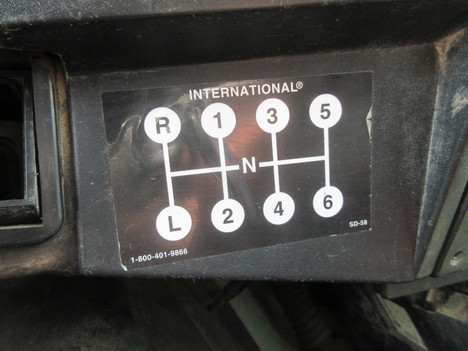 INTERNATIONAL®
R 1 3 5
N
L 2 4 6
SD-58
1-800-401-9866